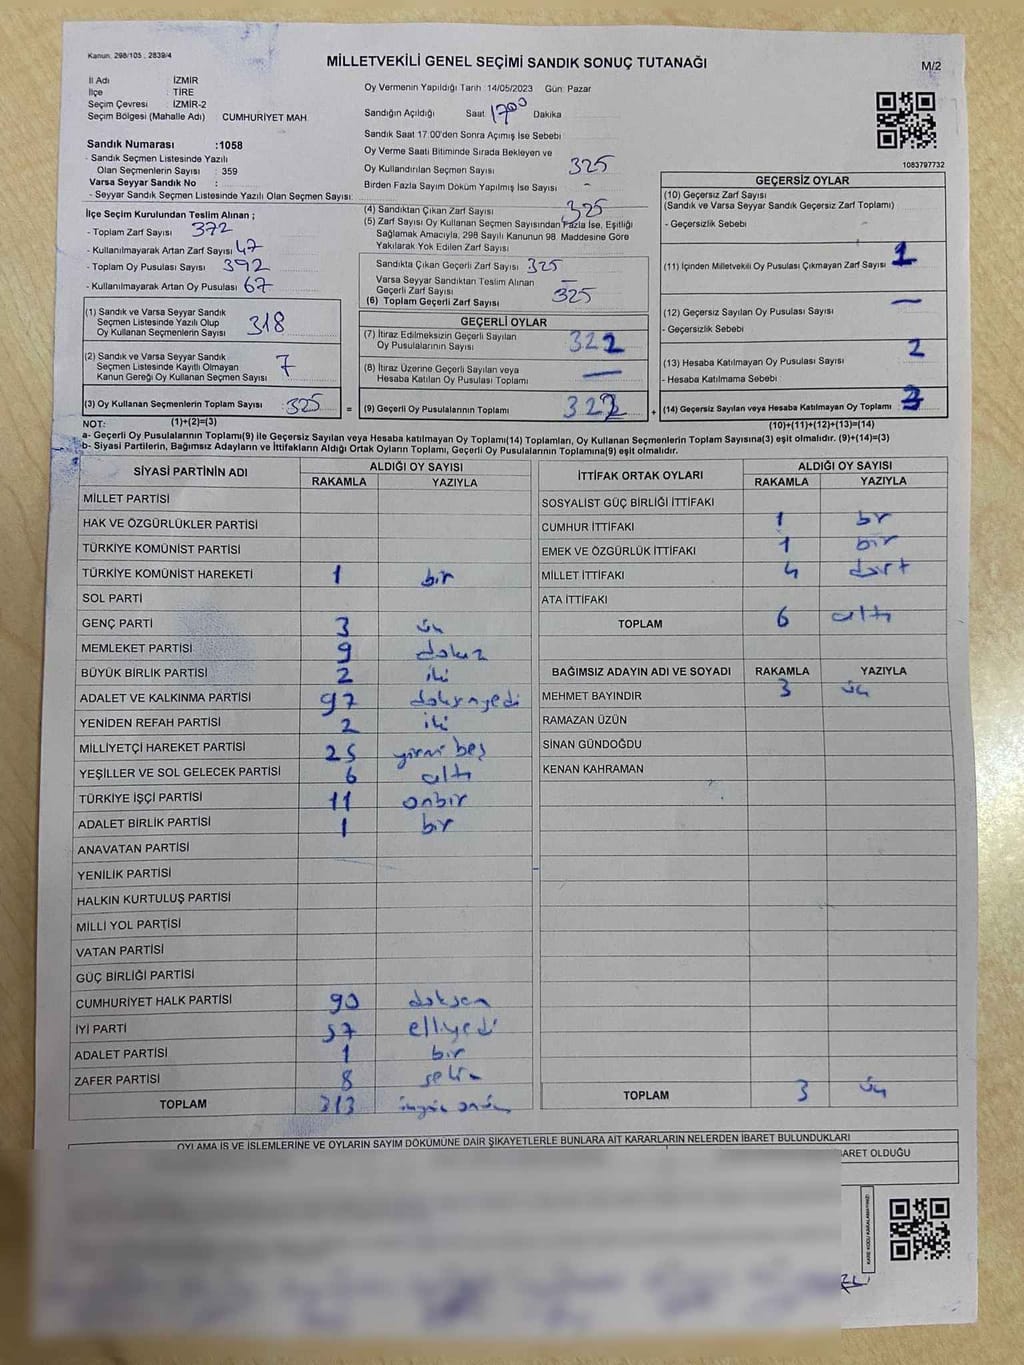 Kanun: 298/105 ; 2839/4
MİLLETVEKİLİ GENEL SEÇİMİ SANDIK SONUÇ TUTANAĞI
M/2
İl Adı İZMİR
İlçe : TİRE
Seçim Çevresi : İZMİR-2
Seçim Bölgesi (Mahalle Adı) CUMHURİYET MAH.
Sandık Numarası :1058
- Sandık Seçmen Listesinde Yazılı
Olan Seçmenlerin Sayısı : 359
Varsa Seyyar Sandık No :
- Seyyar Sandık Seçmen Listesinde Yazılı Olan Seçmen Sayısı:
Oy Vermenin Yapıldığı Tarih 14/05/2023 Gün: Pazar
Sandığın Açıldığı Saat 1700 Dakika
Sandık Saat 17:00'den Sonra Açımış İse Sebebi
Oy Verme Saati Bitiminde Sırada Bekleyen ve
Oy Kullandırılan Seçmen Sayısı 325
Birden Fazla Sayım Döküm Yapılmış İse Sayısı -
1083797732
İlçe Seçim Kurulundan Teslim Alınan ;
- Toplam Zarf Sayısı 372
- Kullanılmayarak Artan Zarf Sayısı 47
- Toplam Oy Pusulası Sayısı 392
- Kullanılmayarak Artan Oy Pusulası 67
(1) Sandık ve Varsa Seyyar Sandık
Seçmen Listesinde Yazılı Olup
Oy Kullanan Seçmenlerin Sayısı 318
(2) Sandık ve Varsa Seyyar Sandık
Seçmen Listesinde Kayıtlı Olmayan
Kanun Gereği Oy Kullanan Seçmen Sayısı 7
(3) Oy Kullanan Seçmenlerin Toplam Sayısı 325
(1)+(2)=(3)
(4) Sandıktan Çıkan Zarf Sayısı 325
(5) Zarf Sayısı Oy Kullanan Seçmen Sayısından Fazla İse, Eşitliği
Sağlamak Amacıyla, 298 Sayılı Kanunun 98. Maddesine Göre
Yakılarak Yok Edilen Zarf Sayısı -
Sandıkta Çıkan Geçerli Zarf Sayısı 325
Varsa Seyyar Sandıktan Teslim Alınan
Geçerli Zarf Sayısı
(6) Toplam Geçerli Zarf Sayısı 325
GEÇERLİ OYLAR
(7) İtiraz Edilmeksizin Geçerli Sayılan
Oy Pusulalarının Sayısı 322
(8) İtiraz Üzerine Geçerli Sayılan veya
Hesaba Katılan Oy Pusulası Toplamı —
= (9) Geçerli Oy Pusulalarının Toplamı 322 +
GEÇERSİZ OYLAR
(10) Geçersiz Zarf Sayısı
(Sandık ve Varsa Seyyar Sandık Geçersiz Zarf Toplamı)
- Geçersizlik Sebebi
(11) İçinden Milletvekili Oy Pusulası Çıkmayan Zarf Sayısı 1
(12) Geçersiz Sayılan Oy Pusulası Sayısı —
- Geçersizlik Sebebi
(13) Hesaba Katılmayan Oy Pusulası Sayısı 2
- Hesaba Katılmama Sebebi
(14) Geçersiz Sayılan veya Hesaba Katılmayan Oy Toplamı 3
(10)+(11)+(12)+(13)=(14)
NOT:
a- Geçerli Oy Pusulalarının Toplamı(9) ile Geçersiz Sayılan veya Hesaba katılmayan Oy Toplamı(14) Toplamları, Oy Kullanan Seçmenlerin Toplam Sayısına(3) eşit olmalıdır. (9)+(14)=(3)
b- Siyasi Partilerin, Bağımsız Adayların ve İttifakların Aldığı Ortak Oyların Toplamı, Geçerli Oy Pusulalarının Toplamına(9) eşit olmalıdır.
SİYASİ PARTİNİN ADI ALDIĞI OY SAYISI
RAKAMLA YAZIYLA
MİLLET PARTİSİ
HAK VE ÖZGÜRLÜKLER PARTİSİ
TÜRKİYE KOMÜNİST PARTİSİ
TÜRKİYE KOMÜNİST HAREKETİ 1 bir
SOL PARTİ
GENÇ PARTİ 3 üç
MEMLEKET PARTİSİ 9 dokuz
BÜYÜK BİRLİK PARTİSİ 2 iki
ADALET VE KALKINMA PARTİSİ 97 doksanyedi
YENİDEN REFAH PARTİSİ 2 iki
MİLLİYETÇİ HAREKET PARTİSİ 25 yirmi beş
YEŞİLLER VE SOL GELECEK PARTİSİ 6 altı
TÜRKİYE İŞÇİ PARTİSİ 11 onbir
ADALET BİRLİK PARTİSİ 1 bir
ANAVATAN PARTİSİ
YENİLİK PARTİSİ
HALKIN KURTULUŞ PARTİSİ
MİLLİ YOL PARTİSİ
VATAN PARTİSİ
GÜÇ BİRLİĞİ PARTİSİ
CUMHURİYET HALK PARTİSİ 90 doksan
İYİ PARTİ 57 elliyedi
ADALET PARTİSİ 1 bir
ZAFER PARTİSİ 8 sekiz
TOPLAM 313 üçyüz onüç
İTTİFAK ORTAK OYLARI ALDIĞI OY SAYISI
RAKAMLA YAZIYLA
SOSYALİST GÜÇ BİRLİĞİ İTTİFAKI
CUMHUR İTTİFAKI 1 bir
EMEK VE ÖZGÜRLÜK İTTİFAKI 1 bir
MİLLET İTTİFAKI 4 dört
ATA İTTİFAKI
TOPLAM 6 altı
BAĞIMSIZ ADAYIN ADI VE SOYADI RAKAMLA YAZIYLA
MEHMET BAYINDIR 3 üç
RAMAZAN ÜZÜN
SİNAN GÜNDOĞDU
KENAN KAHRAMAN
TOPLAM 3 üç
OYLAMA İŞ VE İŞLEMLERİNE VE OYLARIN SAYIM DÖKÜMÜNE DAİR ŞİKAYETLERLE BUNLARA AİT KARARLARIN NELERDEN İBARET BULUNDUKLARI
BARET OLDUĞU
KARE KODU KARALAMAYINIZ!